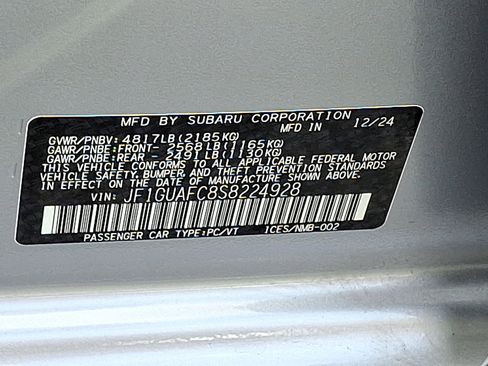 MFD BY SUBARU CORPORATION
GVWR/PNBV: 4817LB(2185KG) MFD IN 12/24
GAWR/PNBE:FRONT- 2568LB(1165KG)
GAWR/PNBE:REAR - 2491LB(1130KG)
THIS VEHICLE CONFORMS TO ALL APPLICABLE FEDERAL MOTOR
VEHICLE SAFETY, BUMPER, AND THEFT PREVENTION STANDARDS
IN EFFECT ON THE DATE OF MANUFACTURE SHOWN ABOVE.
VIN: JF1GUAFC8S8224928
PASSENGER CAR TYPE:PC/VT 1CES/NMB-002